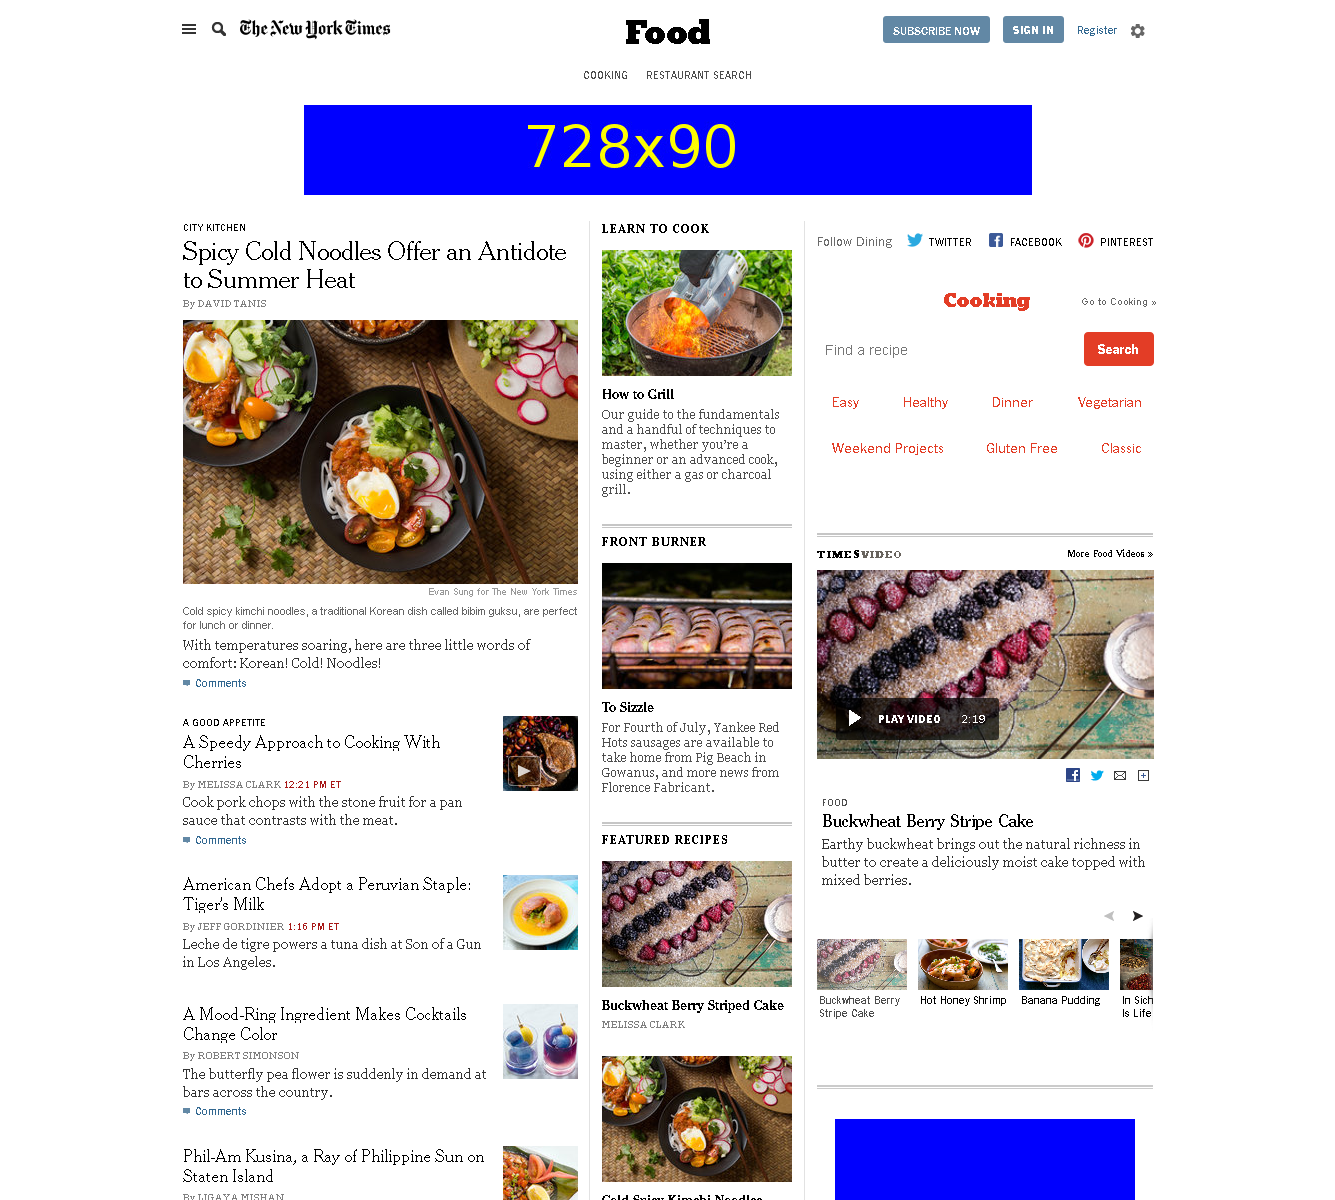 The New York Times
Food
SUBSCRIBE NOW
SIGN IN
Register
COOKING
RESTAURANT SEARCH
728x90
CITY KITCHEN
Spicy Cold Noodles Offer an Antidote
to Summer Heat
By DAVID TANIS
Evan Sung for The New York Times
Cold spicy kimchi noodles, a traditional Korean dish called bibim guksu, are perfect
for lunch or dinner.
With temperatures soaring, here are three little words of
comfort: Korean! Cold! Noodles!
Comments
A GOOD APPETITE
A Speedy Approach to Cooking With
Cherries
By MELISSA CLARK 12:21 PM ET
Cook pork chops with the stone fruit for a pan
sauce that contrasts with the meat.
Comments
American Chefs Adopt a Peruvian Staple:
Tiger's Milk
By JEFF GORDINIER 1:16 PM ET
Leche de tigre powers a tuna dish at Son of a Gun
in Los Angeles.
A Mood-Ring Ingredient Makes Cocktails
Change Color
By ROBERT SIMONSON
The butterfly pea flower is suddenly in demand at
bars across the country.
Comments
Phil-Am Kusina, a Ray of Philippine Sun on
Staten Island
By LIGAYA MISHAN
LEARN TO COOK
How to Grill
Our guide to the fundamentals
and a handful of techniques to
master, whether you're a
beginner or an advanced cook,
using either a gas or charcoal
grill.
FRONT BURNER
To Sizzle
For Fourth of July, Yankee Red
Hots sausages are available to
take home from Pig Beach in
Gowanus, and more news from
Florence Fabricant.
FEATURED RECIPES
Buckwheat Berry Striped Cake
MELISSA CLARK
Cold Spicy Kimchi Noodles
Follow Dining
TWITTER
FACEBOOK
PINTEREST
Cooking
Go to Cooking »
Find a recipe
Search
Easy
Healthy
Dinner
Vegetarian
Weekend Projects
Gluten Free
Classic
TIMESVIDEO
More Food Videos »
PLAY VIDEO 2:19
FOOD
Buckwheat Berry Stripe Cake
Earthy buckwheat brings out the natural richness in
butter to create a deliciously moist cake topped with
mixed berries.
Buckwheat Berry
Stripe Cake
Hot Honey Shrimp
Banana Pudding
In Sich
Is Life